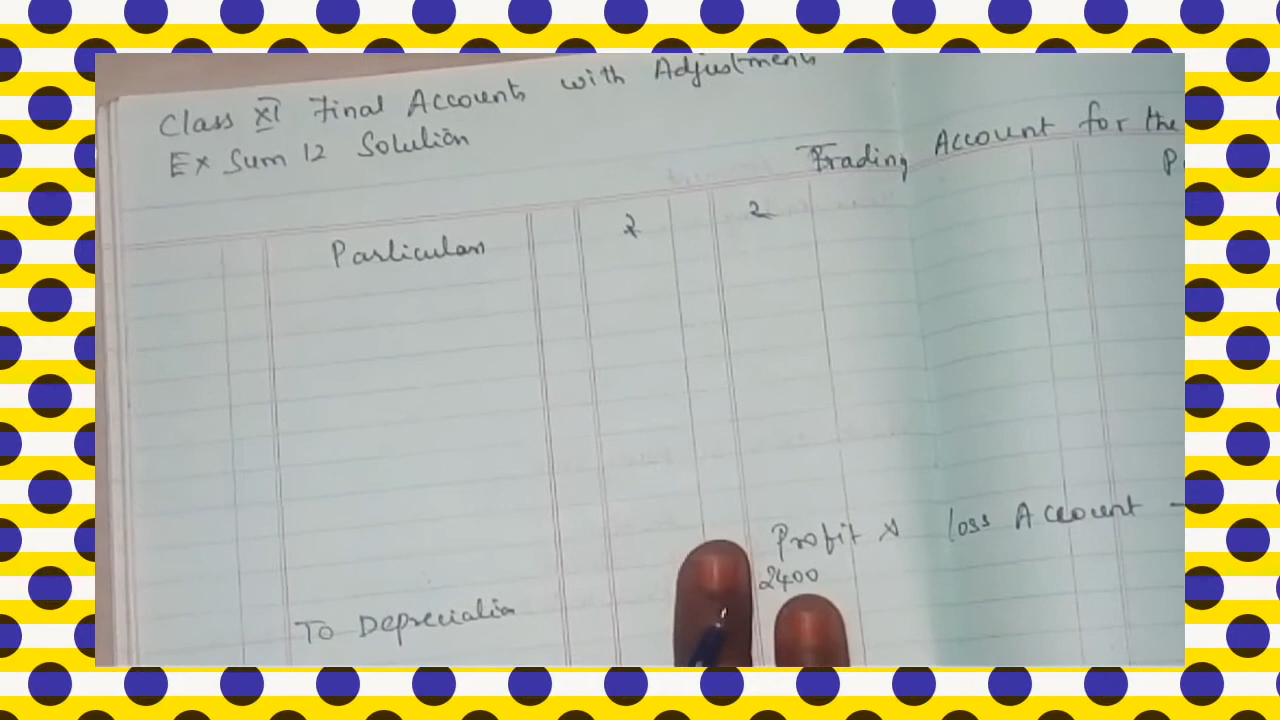 Class XI Final Accounts with Adjustments
Ex Sum 12 Solution
Trading Account for the
Particulars ₹ ₹
Profit & loss Account -
2400
To Depreciation